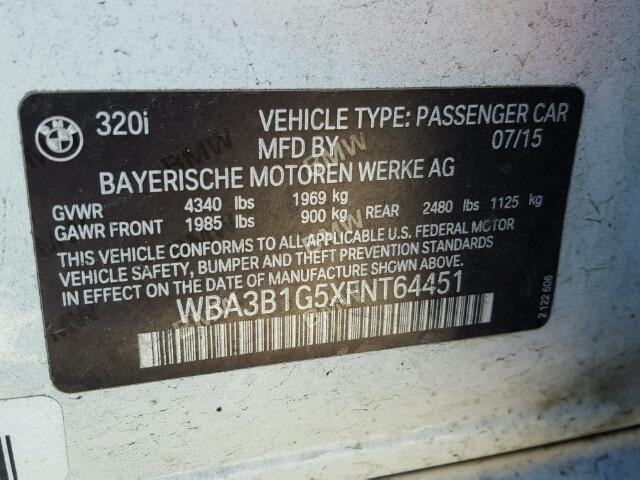 BMW 320i VEHICLE TYPE: PASSENGER CAR
MFD BY 07/15
BAYERISCHE MOTOREN WERKE AG
GVWR 4340 lbs 1969 kg
GAWR FRONT 1985 lbs 900 kg REAR 2480 lbs 1125 kg
THIS VEHICLE CONFORMS TO ALL APPLICABLE U.S. FEDERAL MOTOR
VEHICLE SAFETY, BUMPER, AND THEFT PREVENTION STANDARDS
IN EFFECT ON THE DATE OF MANUFACTURE SHOWN ABOVE.
WBA3B1G5XFNT64451
2 122 606